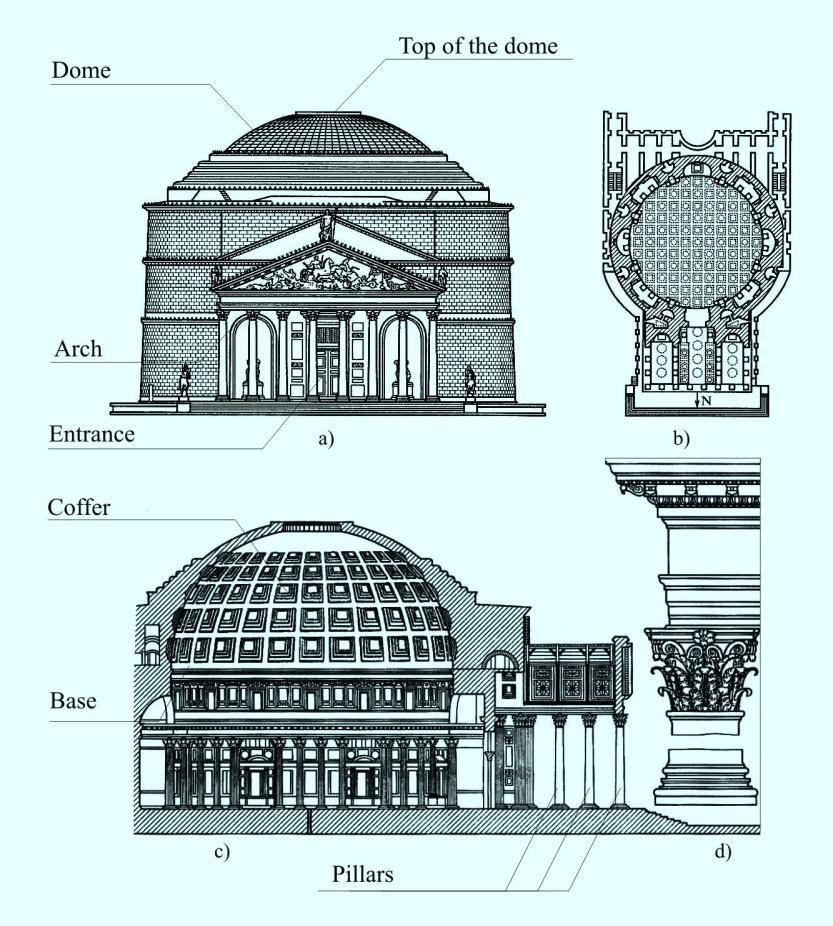 Top of the dome
Dome
Arch
N
Entrance
a)
b)
Coffer
Base
c)
d)
Pillars